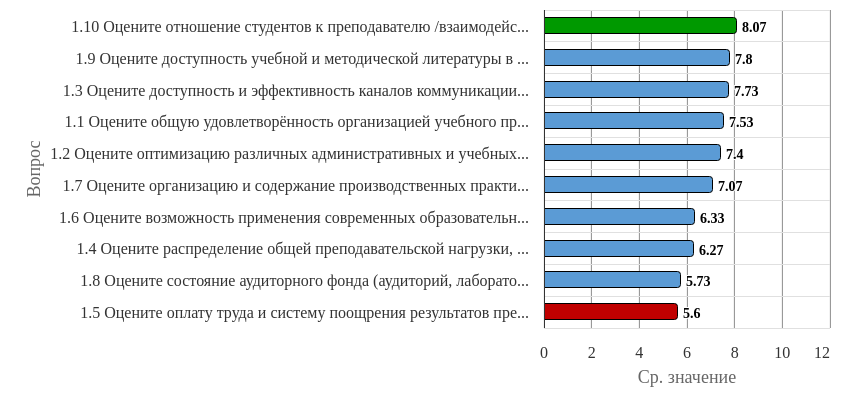 1.10 Оцените отношение студентов к преподавателю /взаимодейс... 8.07
1.9 Оцените доступность учебной и методической литературы в ... 7.8
1.3 Оцените доступность и эффективность каналов коммуникации... 7.73
1.1 Оцените общую удовлетворённость организацией учебного пр... 7.53
1.2 Оцените оптимизацию различных административных и учебных... 7.4
1.7 Оцените организацию и содержание производственных практи... 7.07
1.6 Оцените возможность применения современных образовательн... 6.33
1.4 Оцените распределение общей преподавательской нагрузки, ... 6.27
1.8 Оцените состояние аудиторного фонда (аудиторий, лаборато... 5.73
1.5 Оцените оплату труда и систему поощрения результатов пре... 5.6
Вопрос
0 2 4 6 8 10 12
Ср. значение